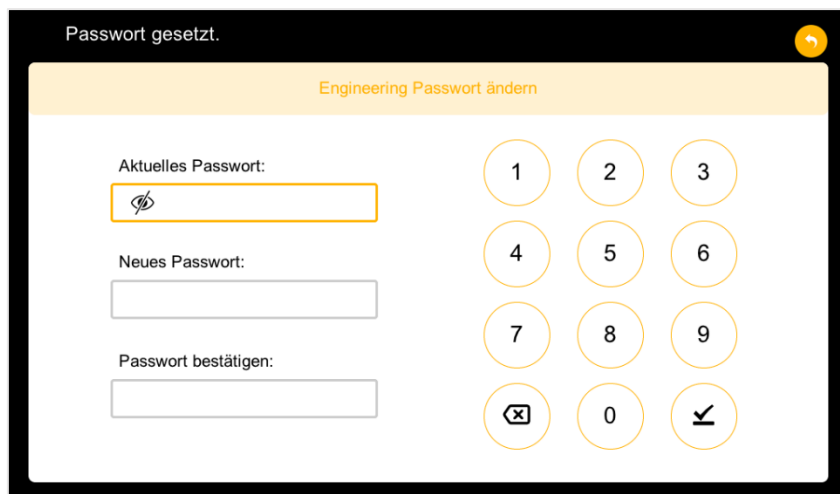 Passwort gesetzt.
Engineering Passwort ändern
Aktuelles Passwort:
Neues Passwort:
Passwort bestätigen:
1 2 3
4 5 6
7 8 9
0